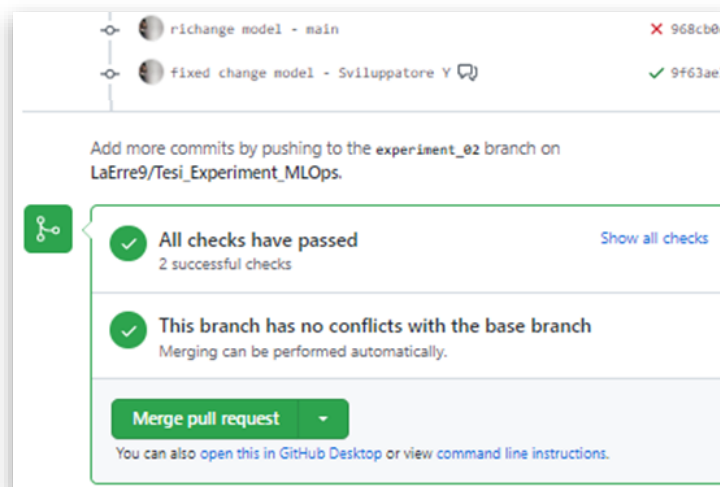 richange model - main
968cb0
fixed change model - Sviluppatore Y
9f63ae
Add more commits by pushing to the experiment_02 branch on
LaErre9/Tesi_Experiment_MLOps.
All checks have passed
Show all checks
2 successful checks
This branch has no conflicts with the base branch
Merging can be performed automatically.
Merge pull request
You can also open this in GitHub Desktop or view command line instructions.